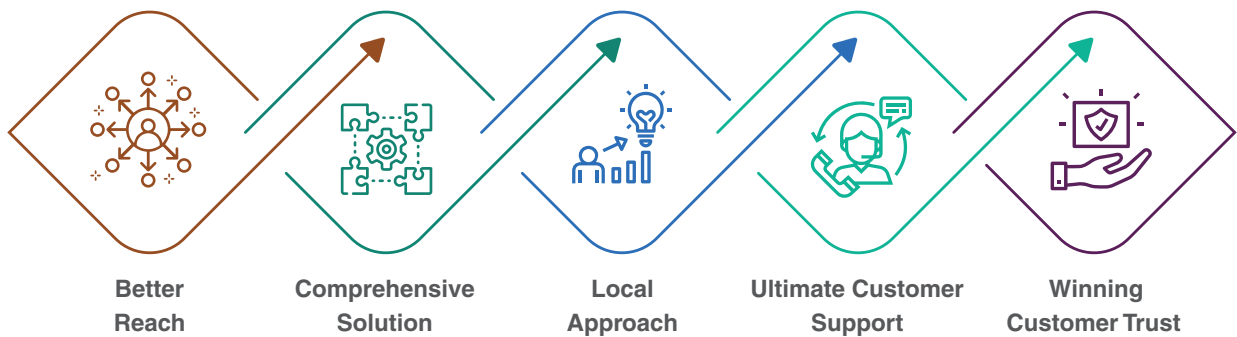 Better
Reach
Comprehensive
Solution
Local
Approach
Ultimate Customer
Support
Winning
Customer Trust